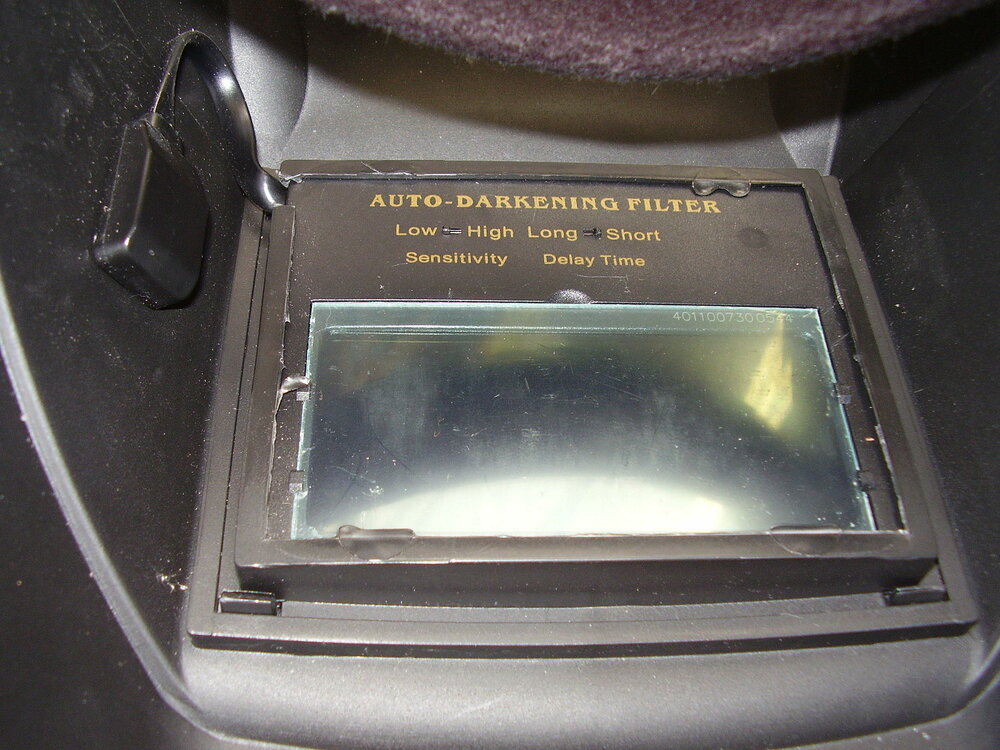 AUTO-DARKENING FILTER
Low High Long Short
Sensitivity Delay Time